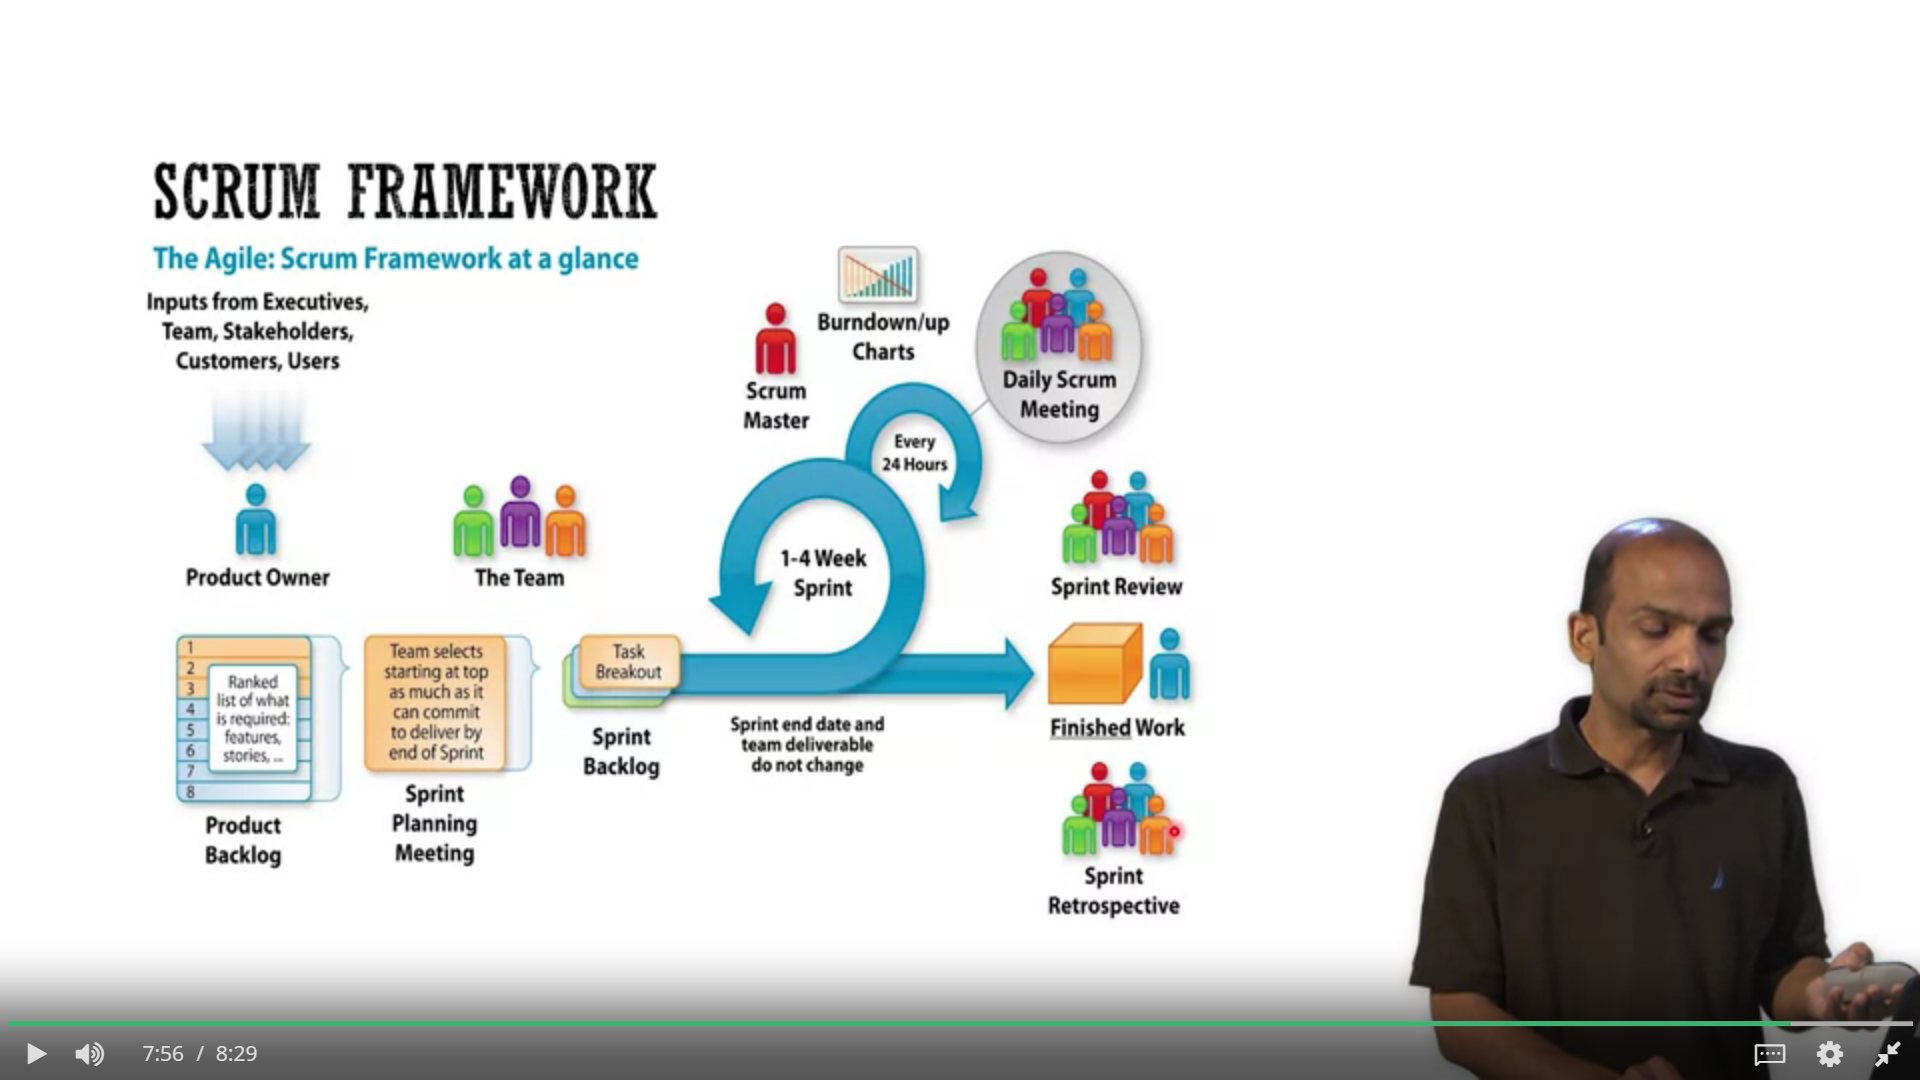 SCRUM FRAMEWORK
The Agile: Scrum Framework at a glance
Inputs from Executives,
Team, Stakeholders,
Customers, Users
Product Owner
The Team
Scrum
Master
Burndown/up
Charts
Daily Scrum
Meeting
Every
24 Hours
1-4 Week
Sprint
Sprint Review
1
2
3
4
5
6
7
8
Ranked
list of what
is required:
features,
stories, ...
Product
Backlog
Team selects
starting at top
as much as it
can commit
to deliver by
end of Sprint
Sprint
Planning
Meeting
Task
Breakout
Sprint
Backlog
Sprint end date and
team deliverable
do not change
Finished Work
Sprint
Retrospective
7:56 / 8:29